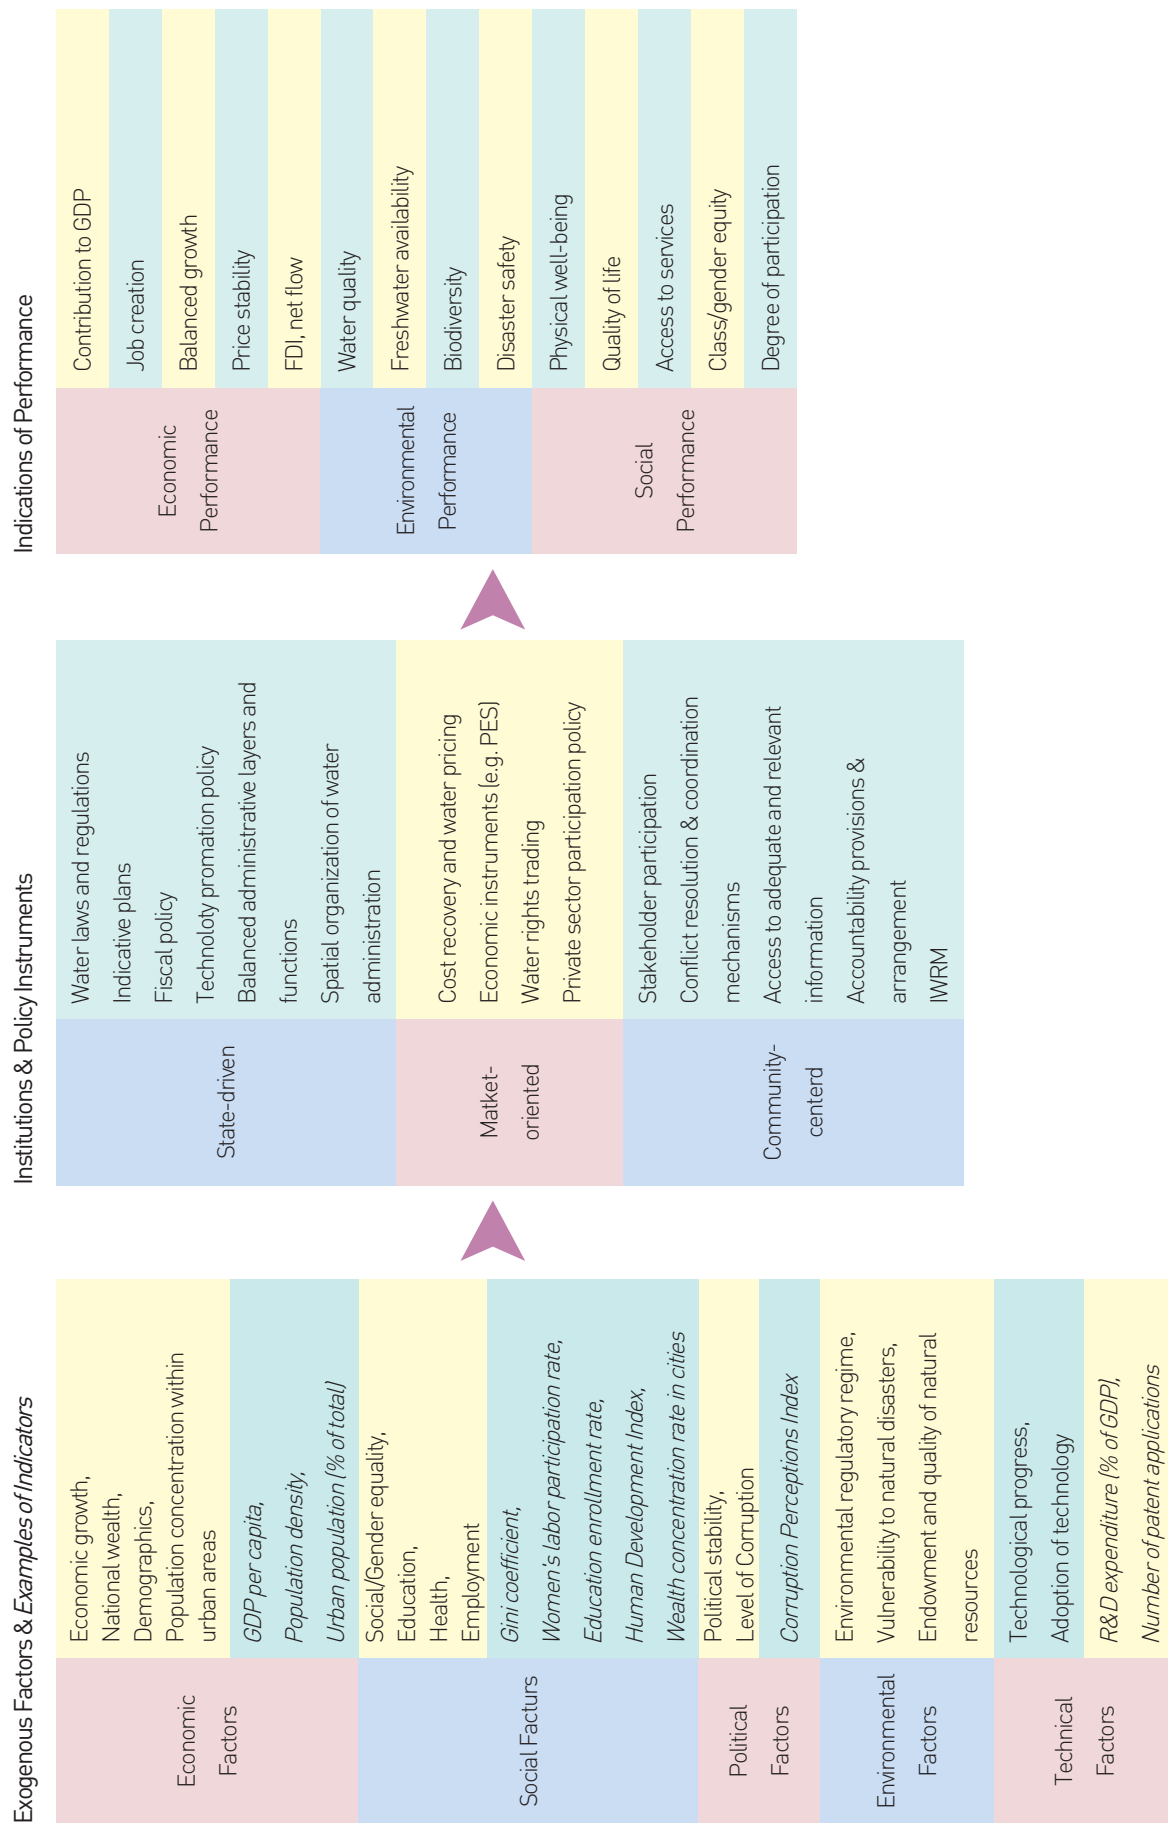 Exogenous Factors & Examples of Indicators
Economic
Factors
Economic growth,
National wealth,
Demographics,
Population concentration within
urban areas
GDP per capita,
Population density,
Urban population (% of total)
Social Facturs
Social/Gender equality,
Education,
Health,
Employment
Gini coefficient,
Women's labor participation rate,
Education enrollment rate,
Human Development Index,
Wealth concentration rate in cities
Political
Factors
Political stability,
Level of Corruption
Corruption Perceptions Index
Environmental
Factors
Environmental regulatory regime,
Vulnerability to natural disasters,
Endowment and quality of natural
resources
Technical
Factors
Technological progress,
Adoption of technology
R&D expenditure (% of GDP),
Number of patent applications
Institutions & Policy Instruments
State-driven
Water laws and regulations
Indicative plans
Fiscal policy
Technoloty promation policy
Balanced administrative layers and
functions
Spatial organization of water
administration
Matket-
oriented
Cost recovery and water pricing
Economic instruments (e.g. PES)
Water rights trading
Private sector participation policy
Community-
centerd
Stakeholder participation
Conflict resolution & coordination
mechanisms
Access to adequate and relevant
information
Accountability provisions &
arrangement
IWRM
Indications of Performance
Economic
Performance
Contribution to GDP
Job creation
Balanced growth
Price stability
FDI, net flow
Environmental
Performance
Water quality
Freshwater availability
Biodiversity
Disaster safety
Social
Performance
Physical well-being
Quality of life
Access to services
Class/gender equity
Degree of participation